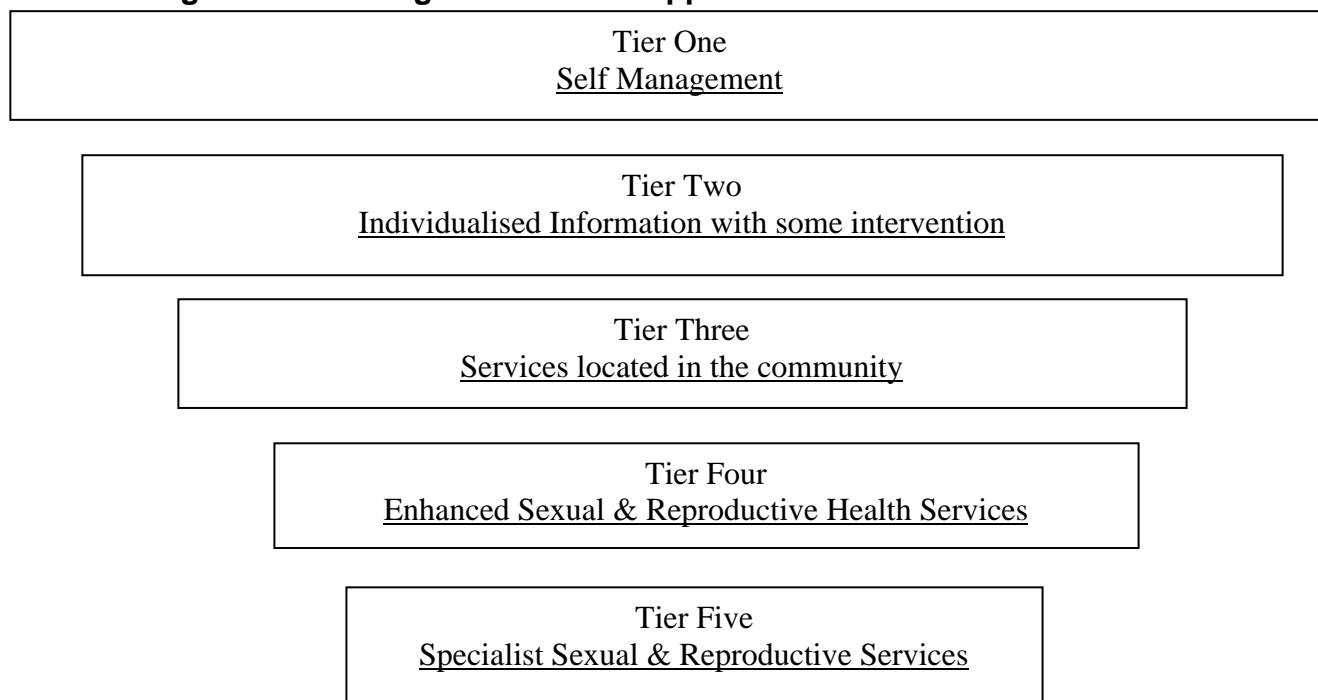 Tier One
Self Management
Tier Two
Individualised Information with some intervention
Tier Three
Services located in the community
Tier Four
Enhanced Sexual & Reproductive Health Services
Tier Five
Specialist Sexual & Reproductive Services